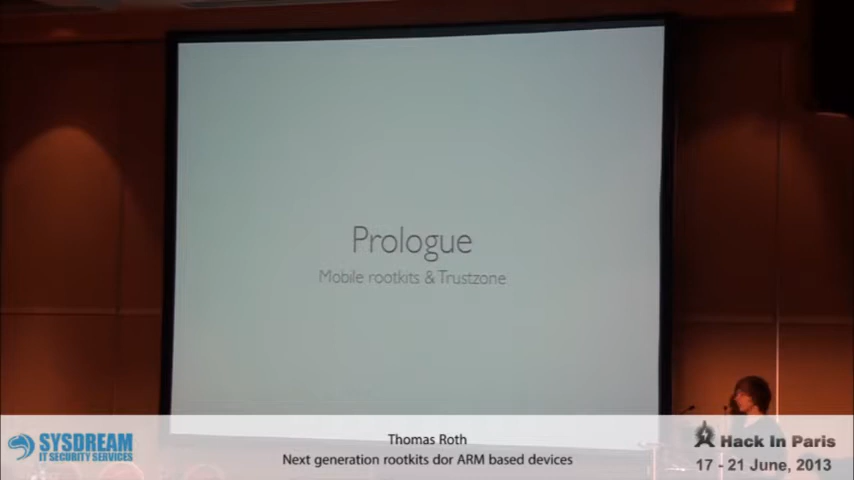 Prologue
Mobile rootkits & Trustzone
SYSDREAM
IT SECURITY SERVICES
Thomas Roth
Next generation rootkits dor ARM based devices
Hack In Paris
17 - 21 June, 2013